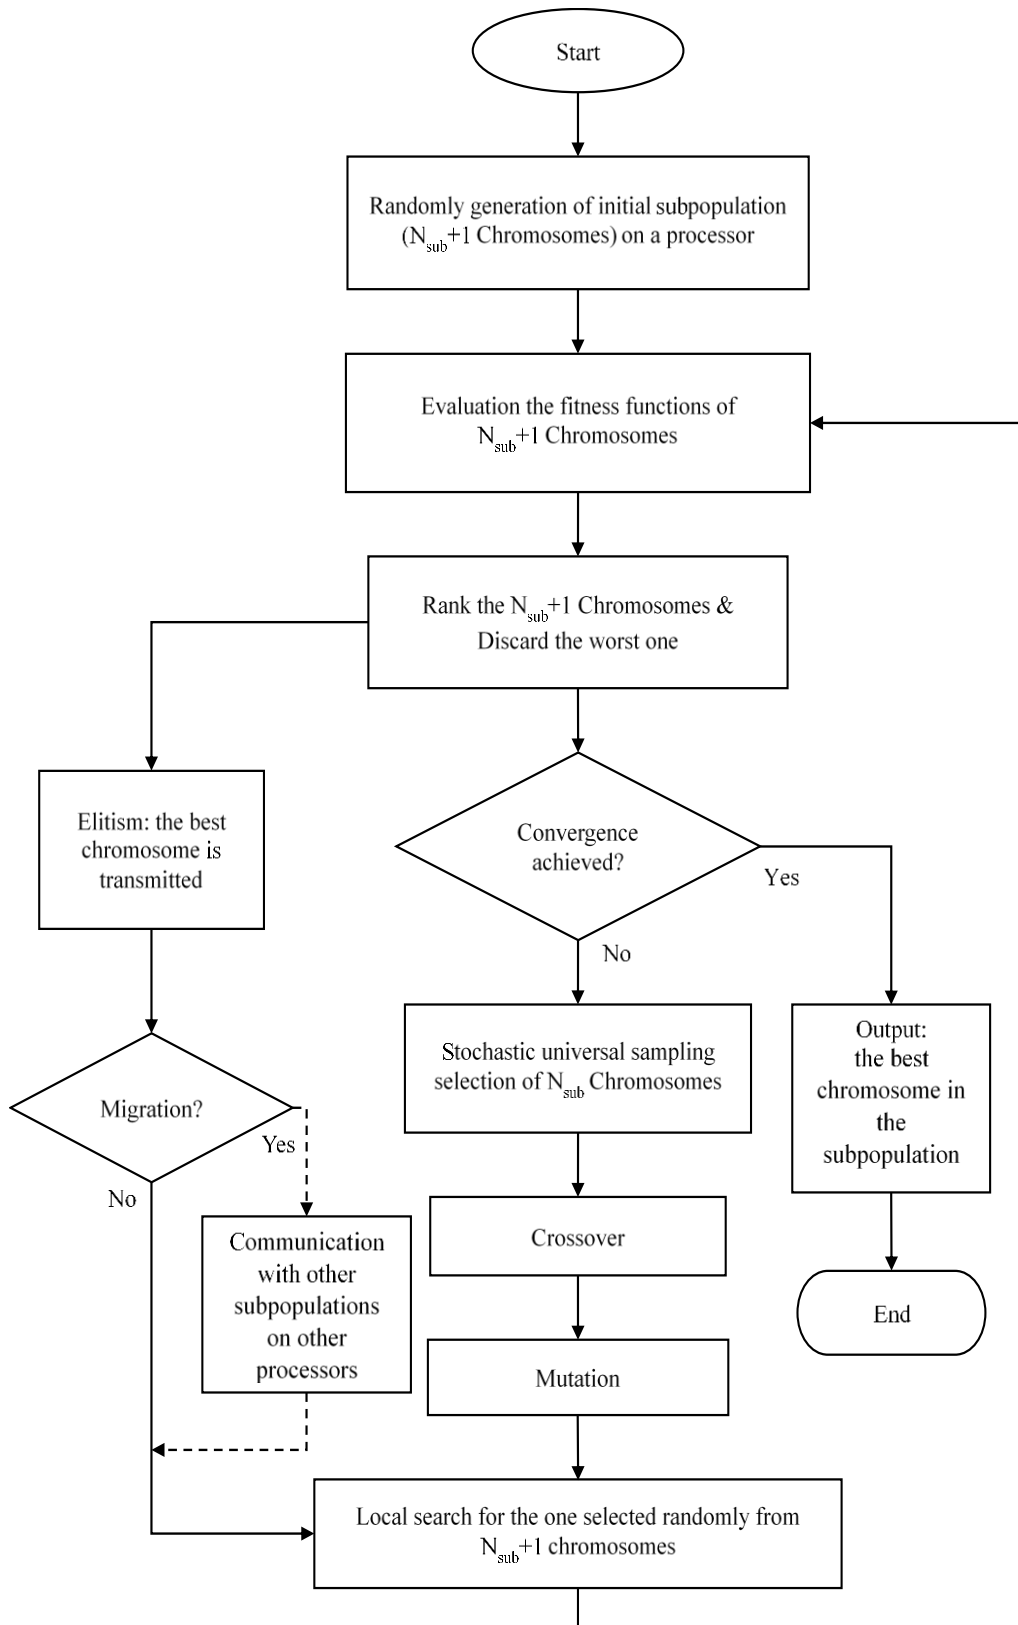 Start
Randomly generation of initial subpopulation
(Nsub+1 Chromosomes) on a processor
Evaluation the fitness functions of
Nsub+1 Chromosomes
Rank the Nsub+1 Chromosomes &
Discard the worst one
Elitism: the best
chromosome is
transmitted
Convergence
achieved?
Yes
No
Stochastic universal sampling
selection of Nsub Chromosomes
Output:
the best
chromosome in
the
subpopulation
Migration?
Yes
No
Communication
with other
subpopulations
on other
processors
Crossover
End
Mutation
Local search for the one selected randomly from
Nsub+1 chromosomes